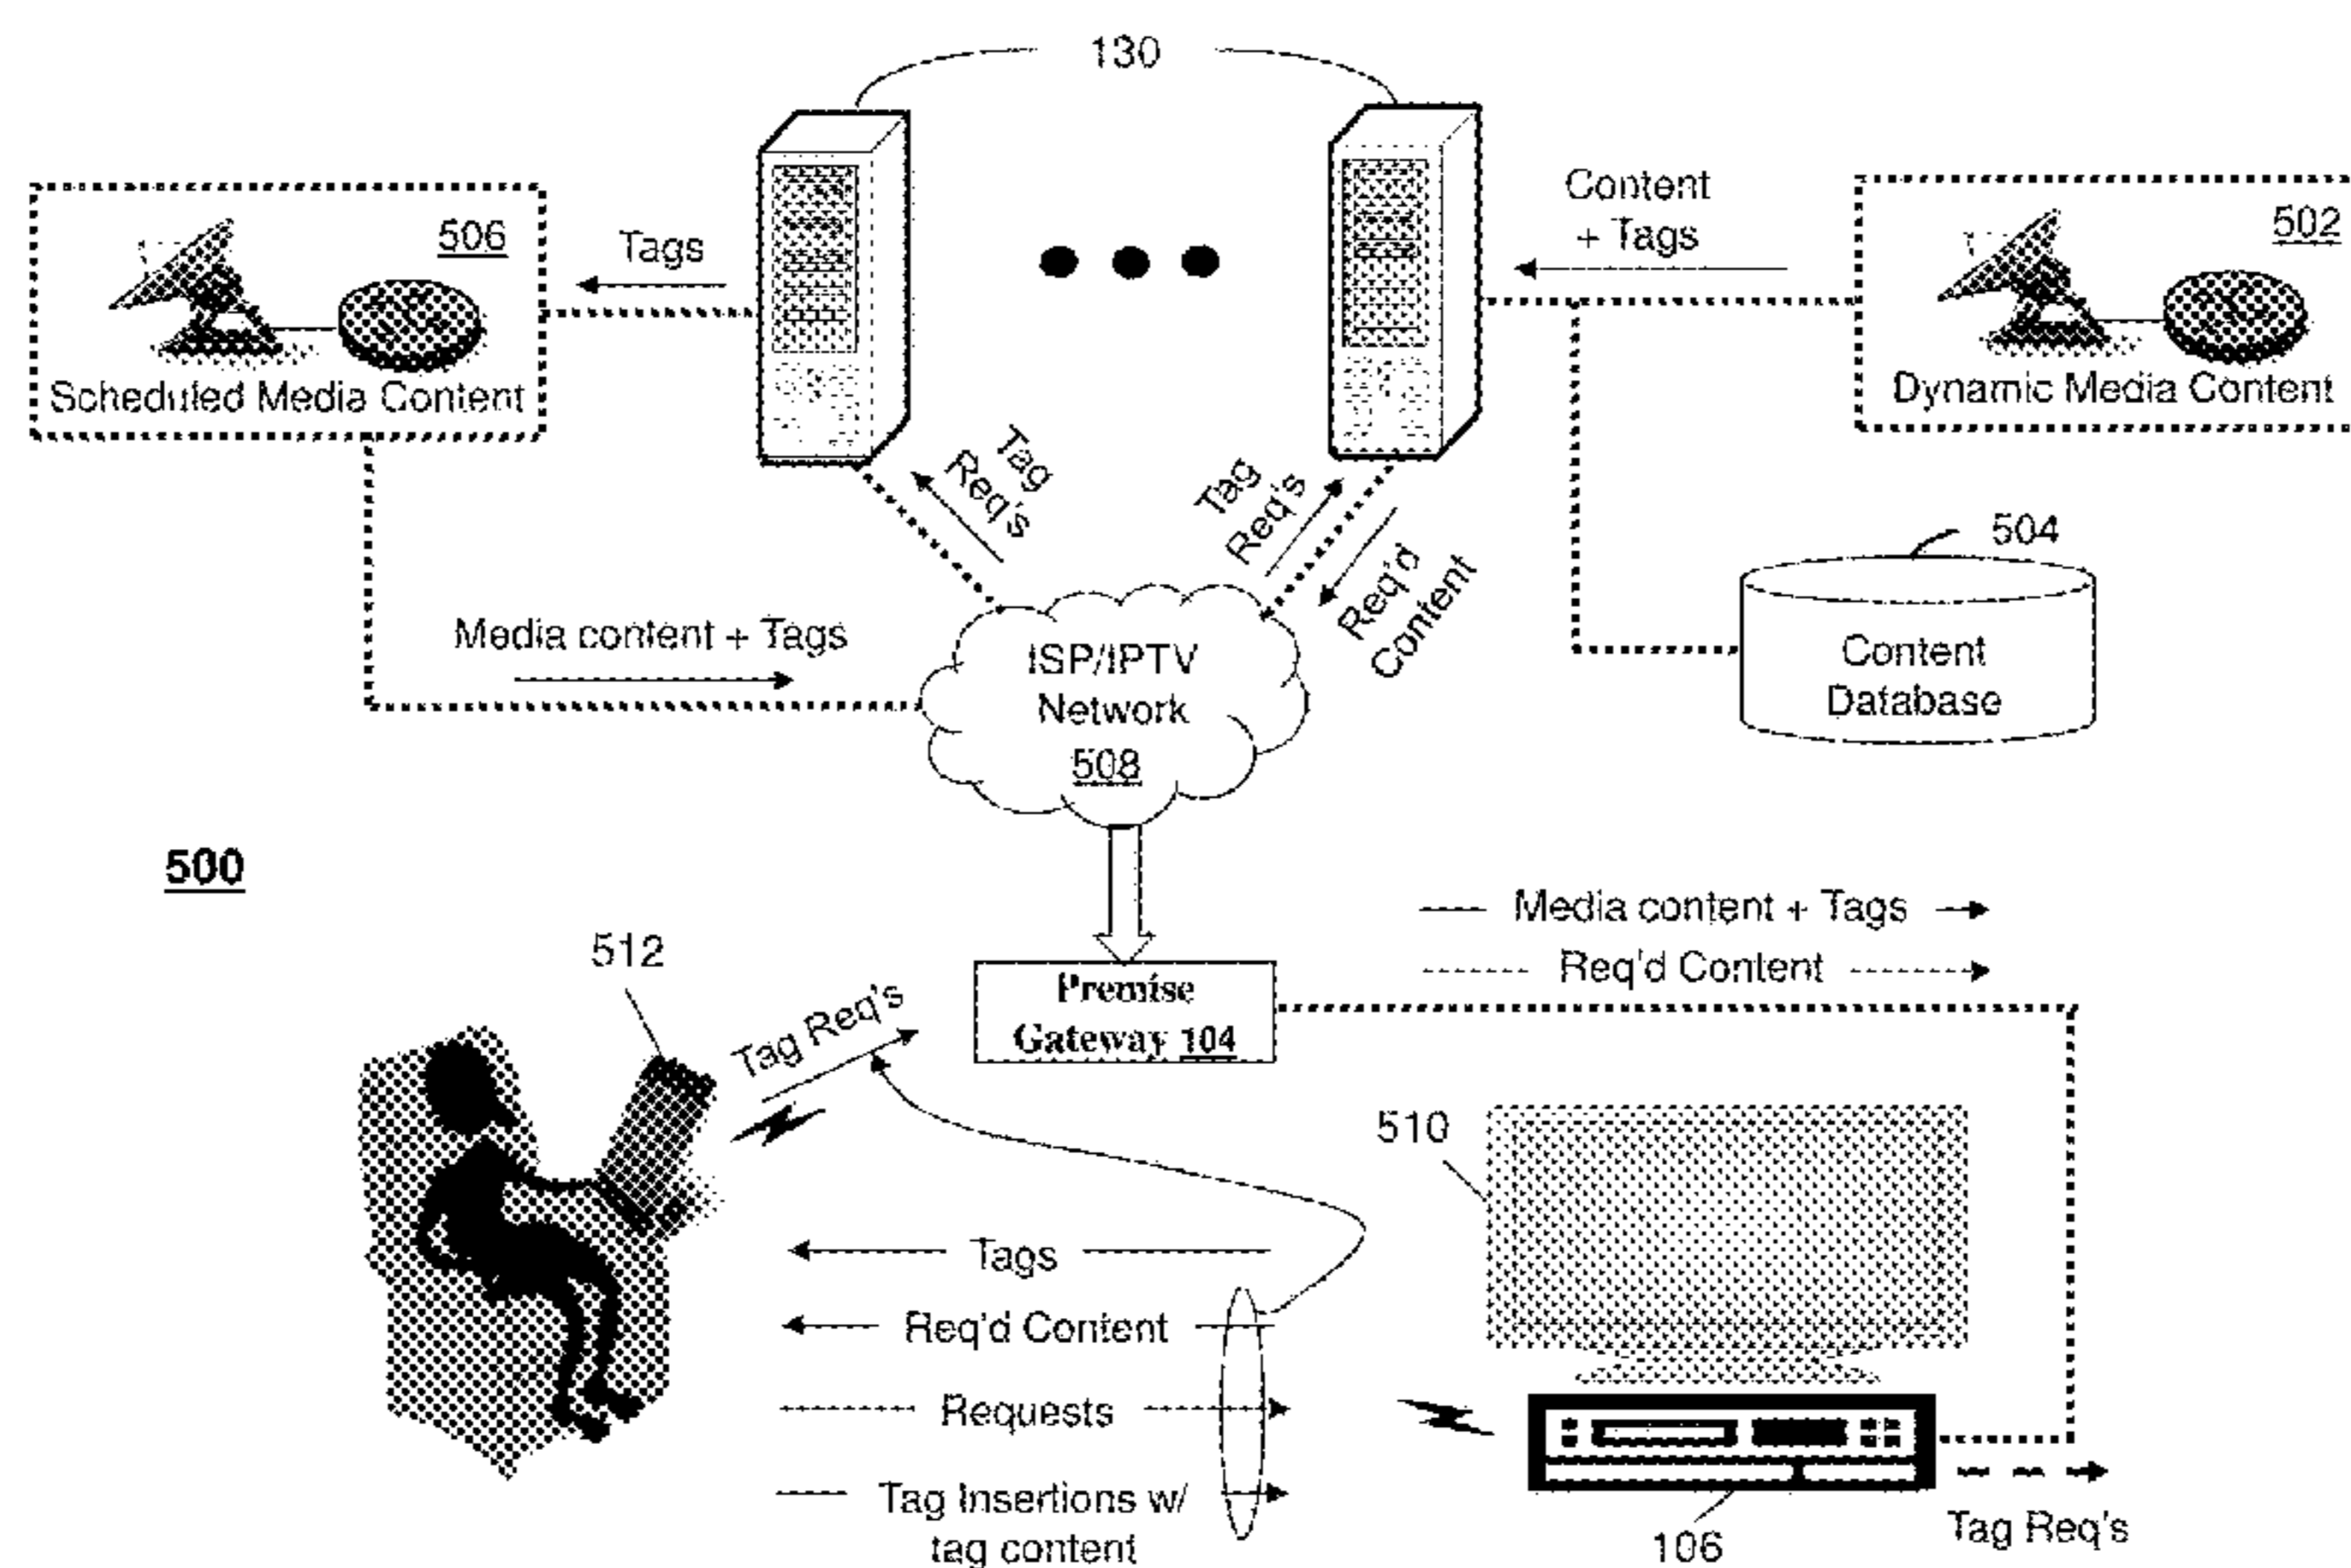 130
506
Tags
Scheduled Media Content
Content
+ Tags
502
Dynamic Media Content
Tag
Req's
Tag
Req's
Req'd
Content
504
Content
Database
Media content + Tags
ISP/IPTV
Network
508
500
Media content + Tags
Req'd Content
512
Tag Req's
Premise
Gateway 104
510
Tags
Req'd Content
Requests
Tag Insertions w/
tag content
106
Tag Req's